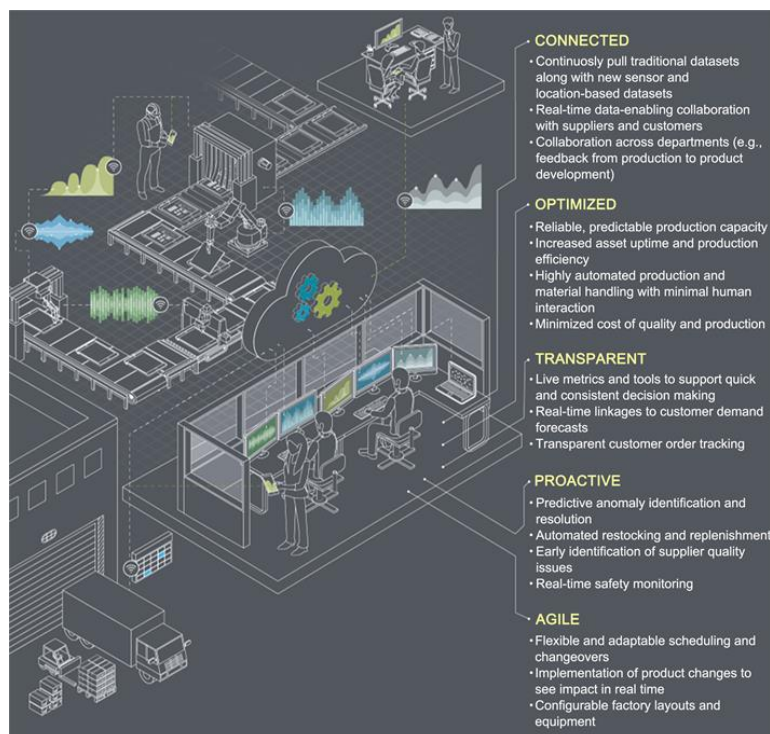 CONNECTED
• Continuosly pull traditional datasets
along with new sensor and
location-based datasets
• Real-time data-enabling collaboration
with suppliers and customers
• Collaboration across departments (e.g.,
feedback from production to product
development)
OPTIMIZED
• Reliable, predictable production capacity
• Increased asset uptime and production
efficiency
• Highly automated production and
material handling with minimal human
interaction
• Minimized cost of quality and production
TRANSPARENT
• Live metrics and tools to support quick
and consistent decision making
• Real-time linkages to customer demand
forecasts
• Transparent customer order tracking
PROACTIVE
• Predictive anomaly identification and
resolution
• Automated restocking and replenishment
• Early identification of supplier quality
issues
• Real-time safety monitoring
AGILE
• Flexible and adaptable scheduling and
changeovers
• Implementation of product changes to
see impact in real time
• Configurable factory layouts and
equipment